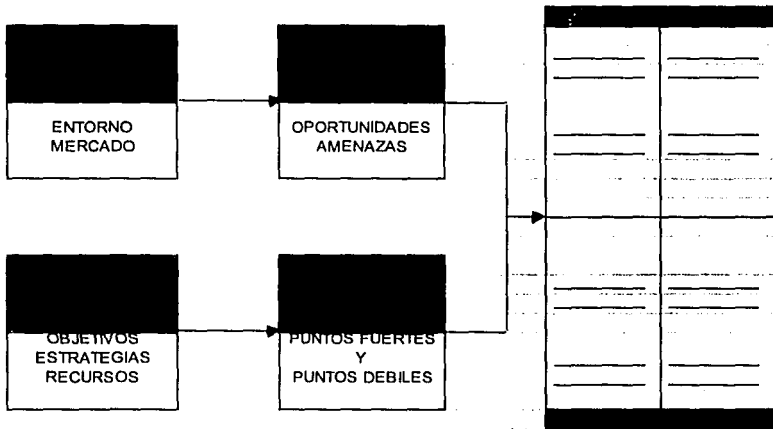 ENTORNO
MERCADO
OPORTUNIDADES
AMENAZAS
OBJETIVOS
ESTRATEGIAS
RECURSOS
PUNTOS FUERTES
Y
PUNTOS DEBILES